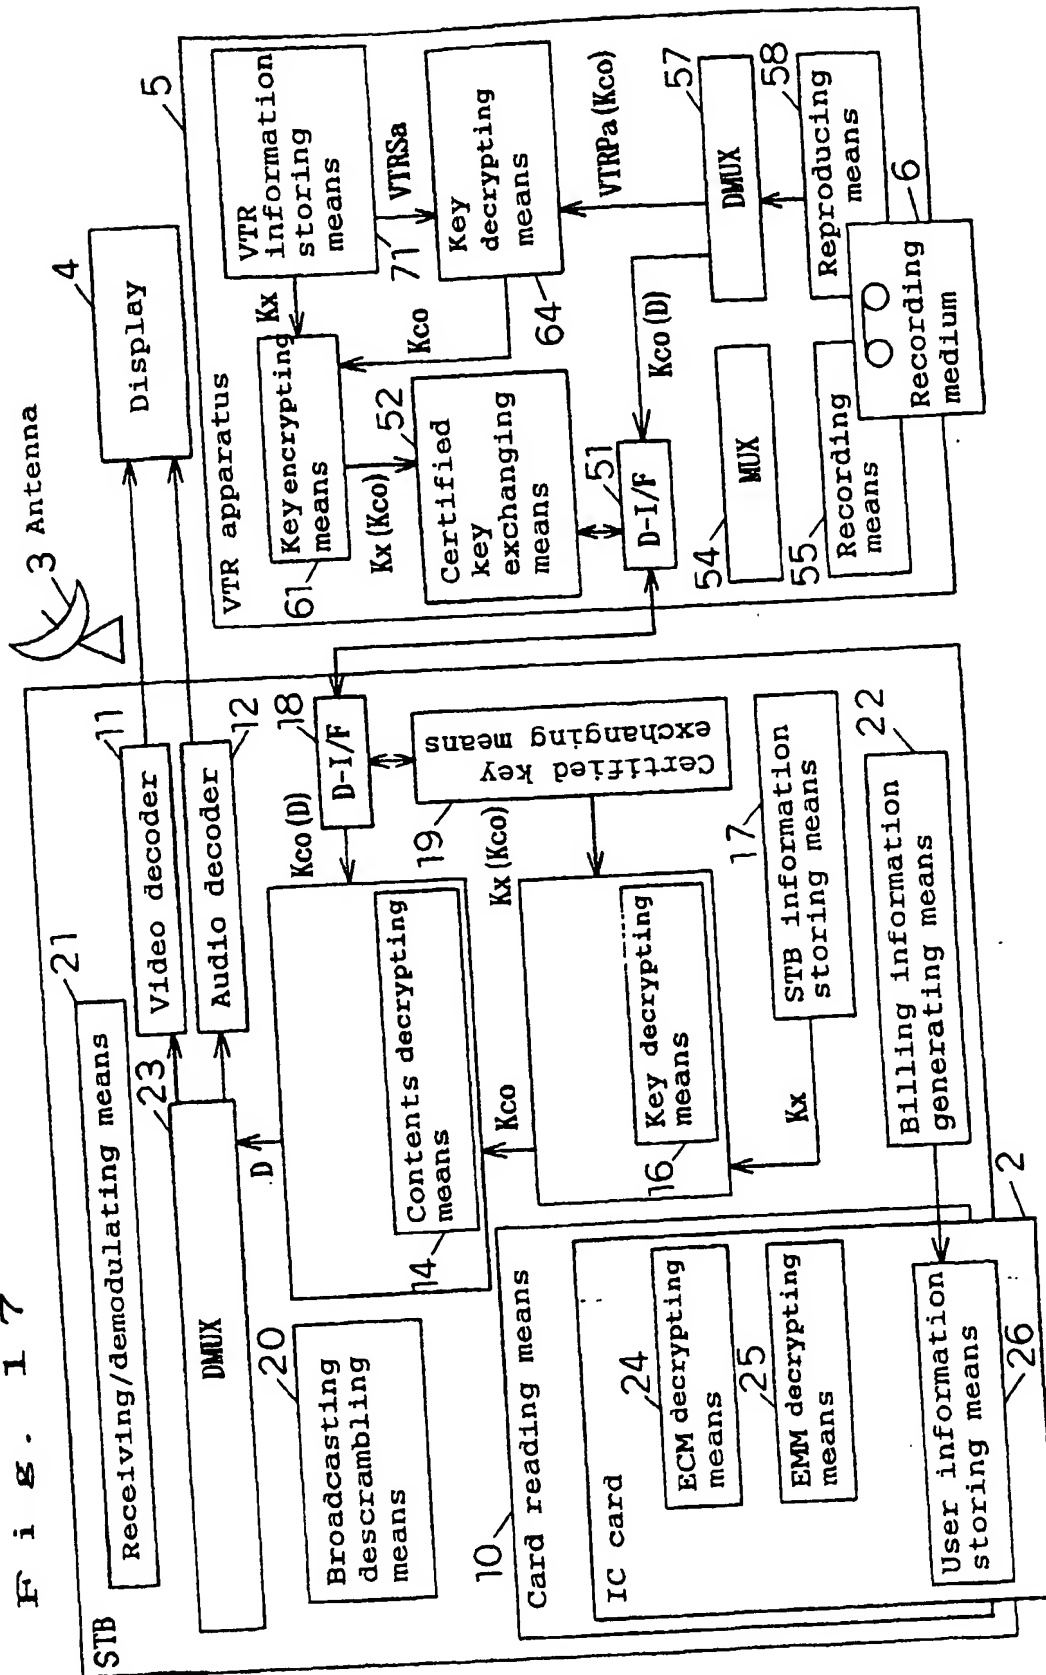 Fig. 17
STB
Receiving/demodulating means
21
DMUX
23
Video decoder
11
Audio decoder
12
3 Antenna
Display
4
D
Broadcasting
descrambling
means
20
Contents decrypting
means
14
Kco(D)
D-I/F
18
Certified key
exchanging means
19
Kx(Kco)
Kco
Key decrypting
means
16
Kx
STB information
storing means
17
Billing information
generating means
22
Card reading means
10
IC card
2
ECM decrypting
means
24
EMM decrypting
means
25
User information
storing means
26
VTR apparatus
5
VTR
information
storing
means
71
VTRSa
Kx
Key encrypting
means
61
Kco
Key
decrypting
means
64
Kx(Kco)
52
Certified
key
exchanging
means
VTRPa(Kco)
D-I/F
51
Kco(D)
DMUX
57
MUX
54
Recording
means
55
Reproducing
means
58
Recording
medium
6